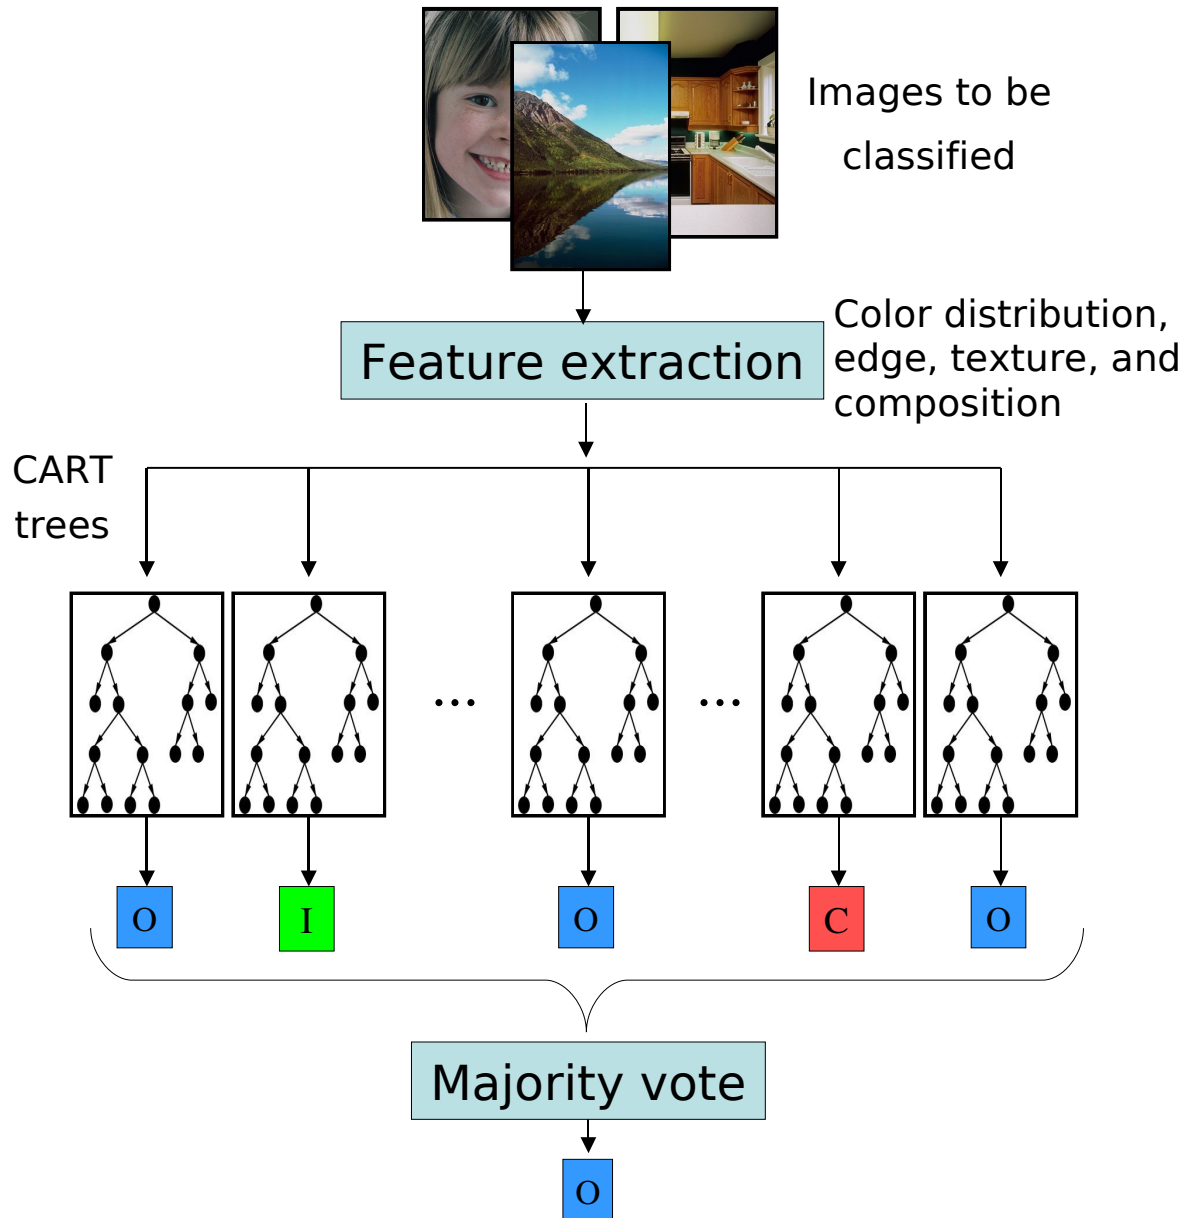 Images to be
classified
Feature extraction
Color distribution,
edge, texture, and
composition
CART
trees
... ...
O I O C O
Majority vote
O